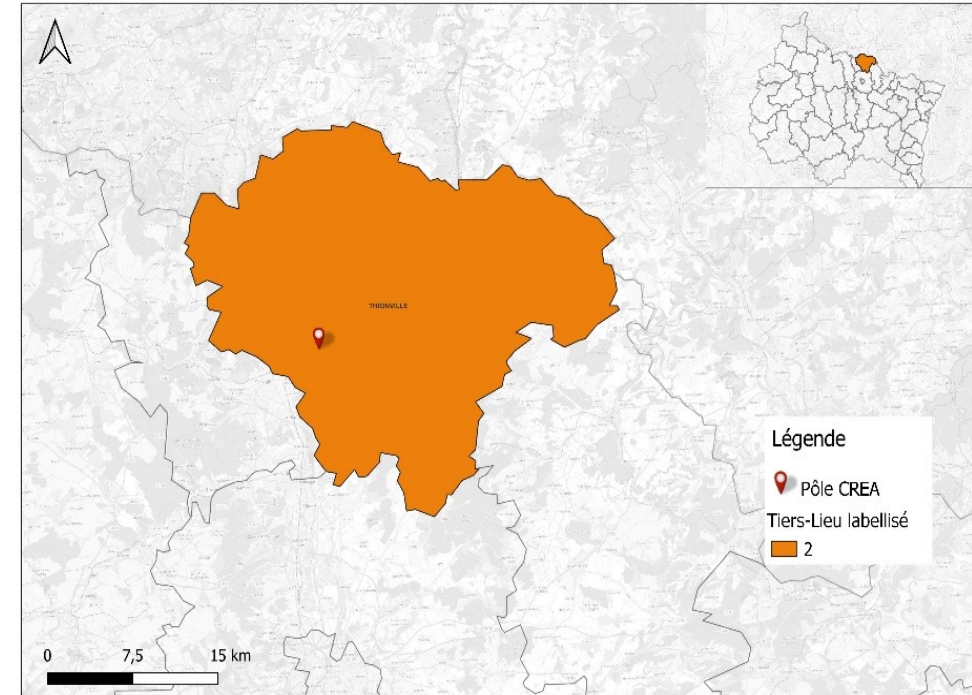 THIONVILLE
Légende
Pôle CREA
Tiers-Lieu labellisé
2
0 7,5 15 km